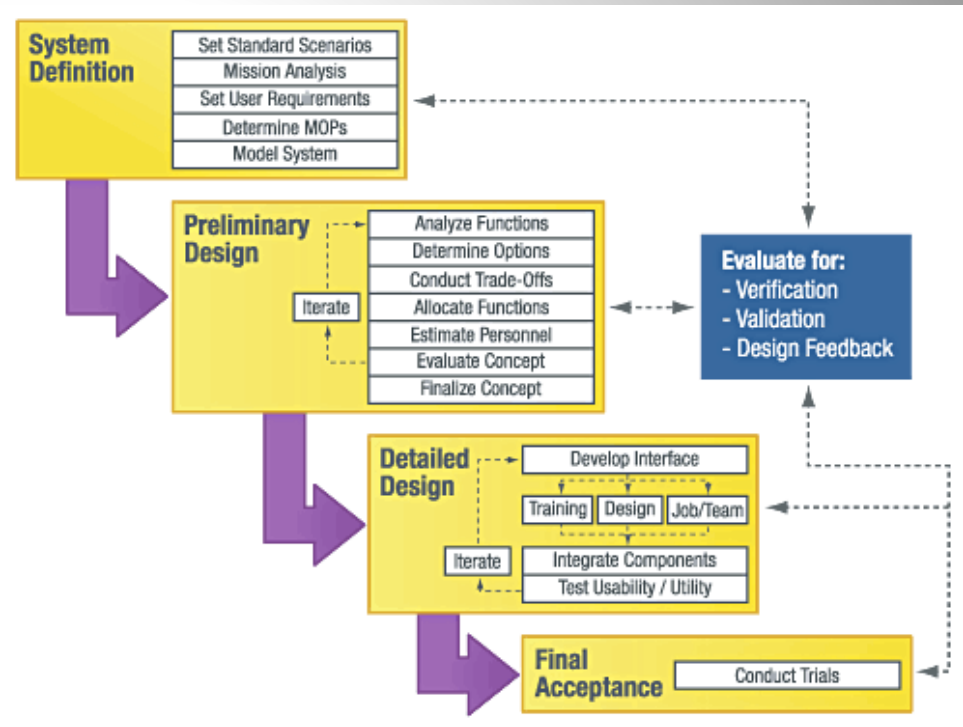 System
Definition
Set Standard Scenarios
Mission Analysis
Set User Requirements
Determine MOPs
Model System
Preliminary
Design
Iterate
Analyze Functions
Determine Options
Conduct Trade-Offs
Allocate Functions
Estimate Personnel
Evaluate Concept
Finalize Concept
Evaluate for:
- Verification
- Validation
- Design Feedback
Detailed
Design
Iterate
Develop Interface
Training Design Job/Team
Integrate Components
Test Usability / Utility
Final
Acceptance
Conduct Trials